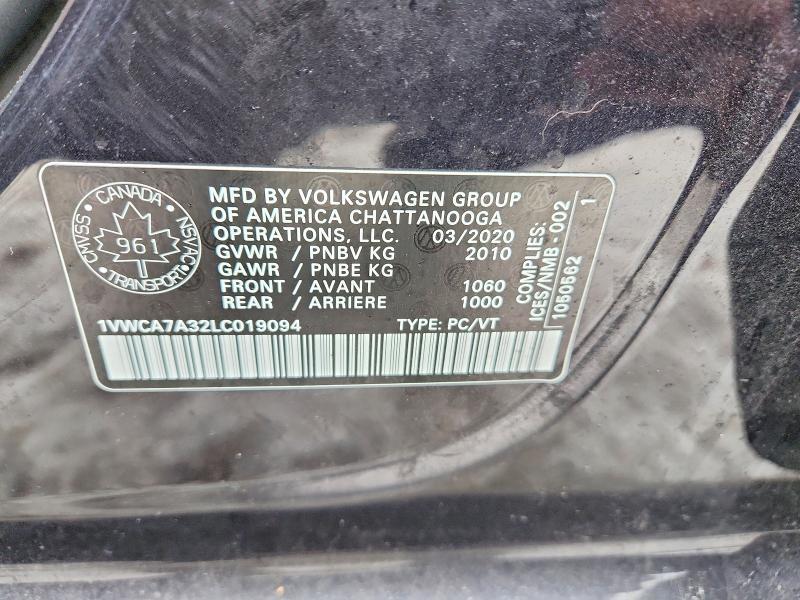 CANADA
CMVSS
NSVAC
961
TRANSPORT
MFD BY VOLKSWAGEN GROUP
OF AMERICA CHATTANOOGA
OPERATIONS, LLC. 03/2020
GVWR / PNBV KG 2010
GAWR / PNBE KG
FRONT / AVANT 1060
REAR / ARRIERE 1000
1VWCA7A32LC019094 TYPE: PC/VT
COMPLIES: 1
ICES/NMB-002
1050562